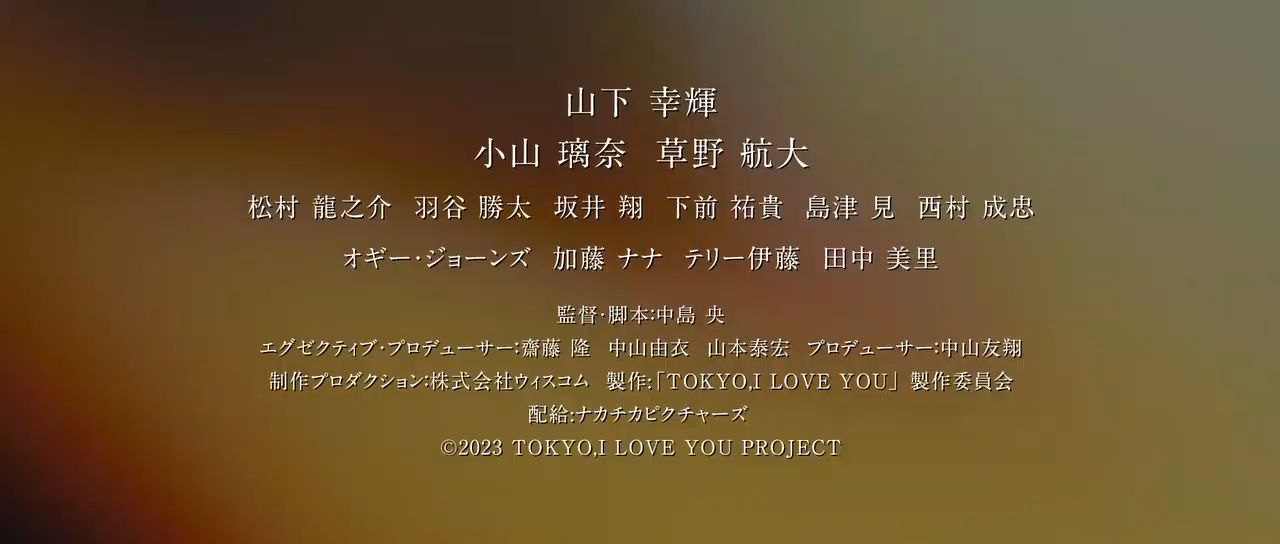 山下 幸輝
小山 璃奈 草野 航大
松村 龍之介 羽谷 勝太 坂井 翔 下前 祐貴 島津 見 西村 成忠
オギー・ジョーンズ 加藤 ナナ テリー伊藤 田中 美里
監督・脚本:中島 央
エグゼクティブ・プロデューサー:齋藤 隆 中山由衣 山本泰宏 プロデューサー:中山友翔
制作プロダクション:株式会社ウィスコム 製作:「TOKYO,I LOVE YOU」製作委員会
配給:ナカチカピクチャーズ
©2023 TOKYO,I LOVE YOU PROJECT